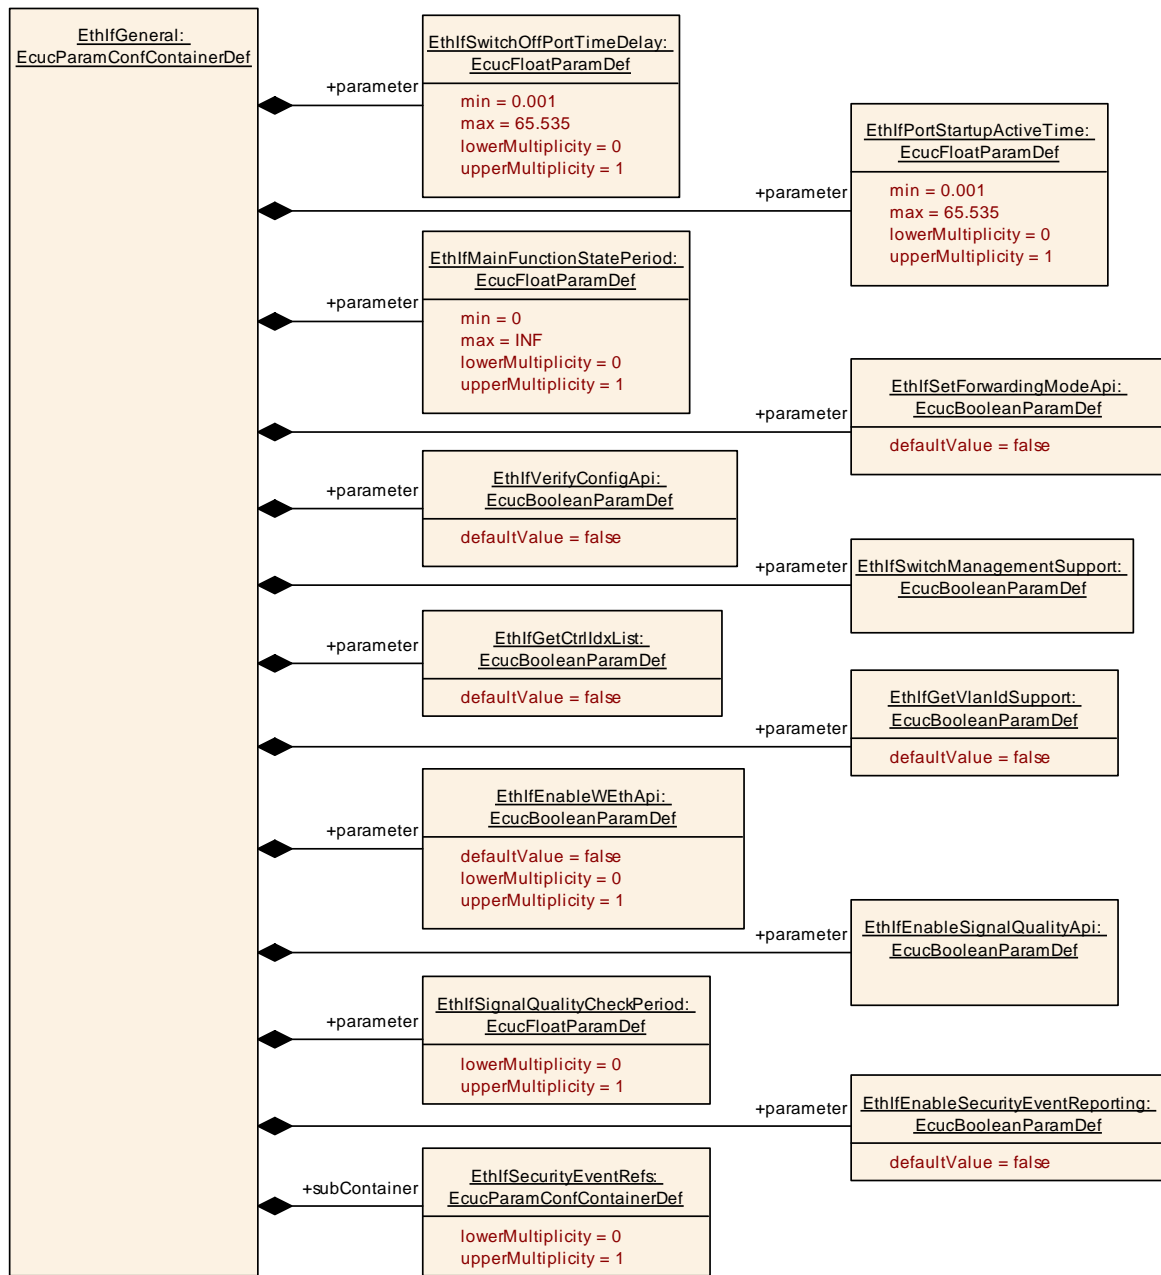 EthIfGeneral:
EcucParamConfContainerDef
+parameter
EthIfSwitchOffPortTimeDelay:
EcucFloatParamDef
min = 0.001
max = 65.535
lowerMultiplicity = 0
upperMultiplicity = 1
+parameter
EthIfPortStartupActiveTime:
EcucFloatParamDef
min = 0.001
max = 65.535
lowerMultiplicity = 0
upperMultiplicity = 1
+parameter
EthIfMainFunctionStatePeriod:
EcucFloatParamDef
min = 0
max = INF
lowerMultiplicity = 0
upperMultiplicity = 1
+parameter
EthIfSetForwardingModeApi:
EcucBooleanParamDef
defaultValue = false
+parameter
EthIfVerifyConfigApi:
EcucBooleanParamDef
defaultValue = false
+parameter
EthIfSwitchManagementSupport:
EcucBooleanParamDef
+parameter
EthIfGetCtrlIdxList:
EcucBooleanParamDef
defaultValue = false
+parameter
EthIfGetVlanIdSupport:
EcucBooleanParamDef
defaultValue = false
+parameter
EthIfEnableWEthApi:
EcucBooleanParamDef
defaultValue = false
lowerMultiplicity = 0
upperMultiplicity = 1
+parameter
EthIfEnableSignalQualityApi:
EcucBooleanParamDef
+parameter
EthIfSignalQualityCheckPeriod:
EcucFloatParamDef
lowerMultiplicity = 0
upperMultiplicity = 1
+parameter
EthIfEnableSecurityEventReporting:
EcucBooleanParamDef
defaultValue = false
+subContainer
EthIfSecurityEventRefs:
EcucParamConfContainerDef
lowerMultiplicity = 0
upperMultiplicity = 1